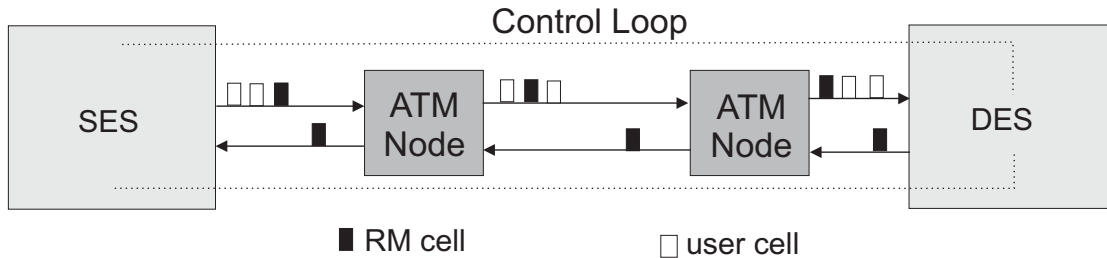 Control Loop
SES
ATM
Node
ATM
Node
DES
RM cell
user cell